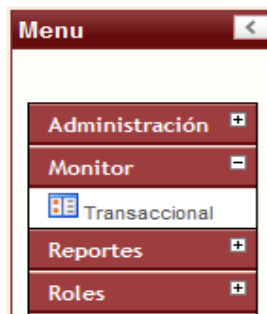 Menu
Administración
Monitor
Transaccional
Reportes
Roles